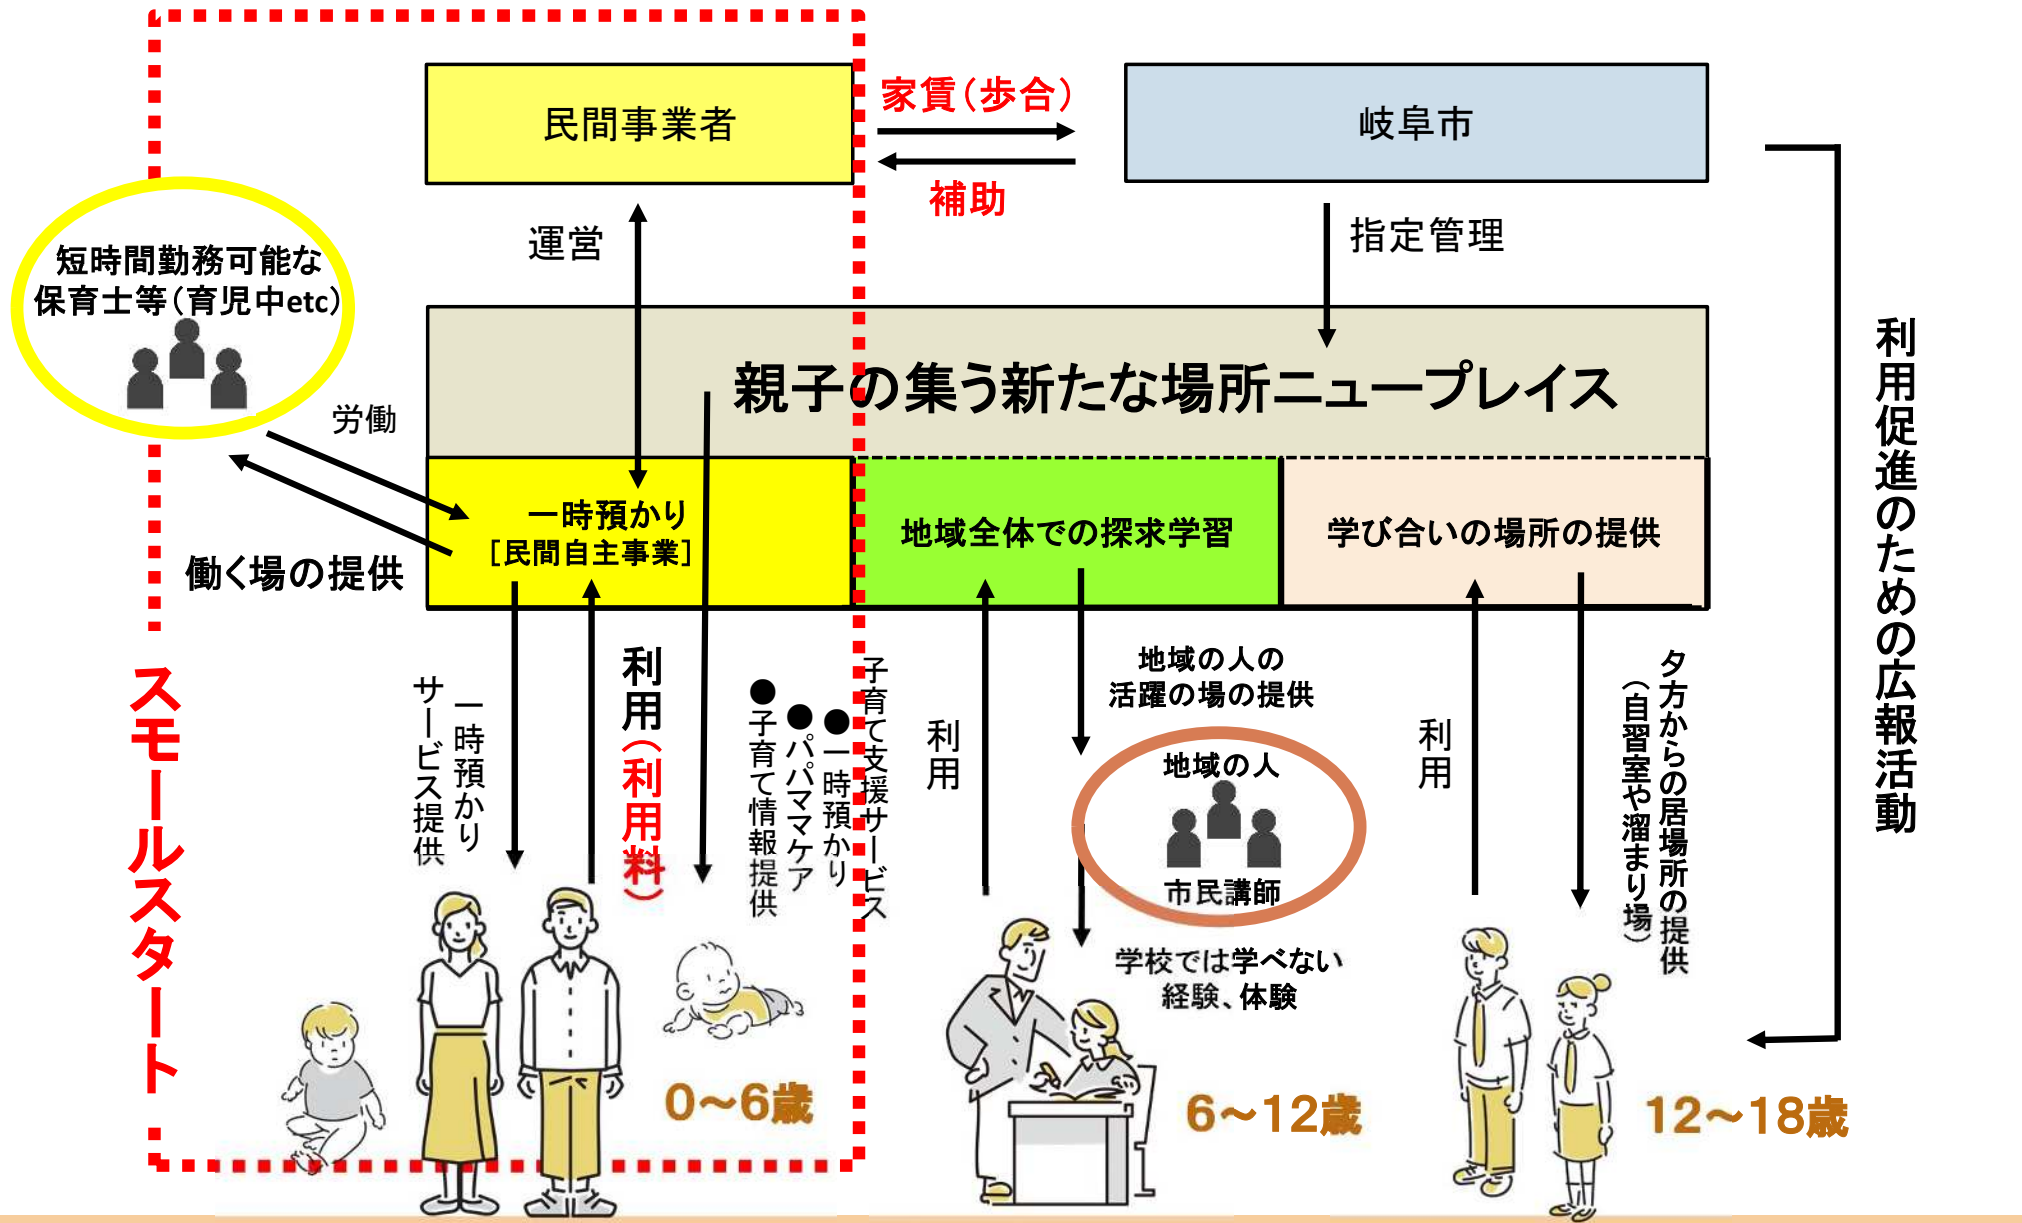 民間事業者
家賃（歩合）
補助
岐阜市
運営
指定管理
短時間勤務可能な
保育士等（育児中etc）
労働
働く場の提供
親子の集う新たな場所ニュープレイス
一時預かり
［民間自主事業］
地域全体での探求学習
学び合いの場所の提供
利用促進のための広報活動
スモールスタート
一時預かり
サービス提供
利用（利用料）
子育て支援サービス
●一時預かり
●パパママケア
●子育て情報提供
利用
地域の人の
活躍の場の提供
地域の人
市民講師
学校では学べない
経験、体験
利用
夕方からの居場所の提供
（自習室や溜まり場）
0～6歳
6～12歳
12～18歳